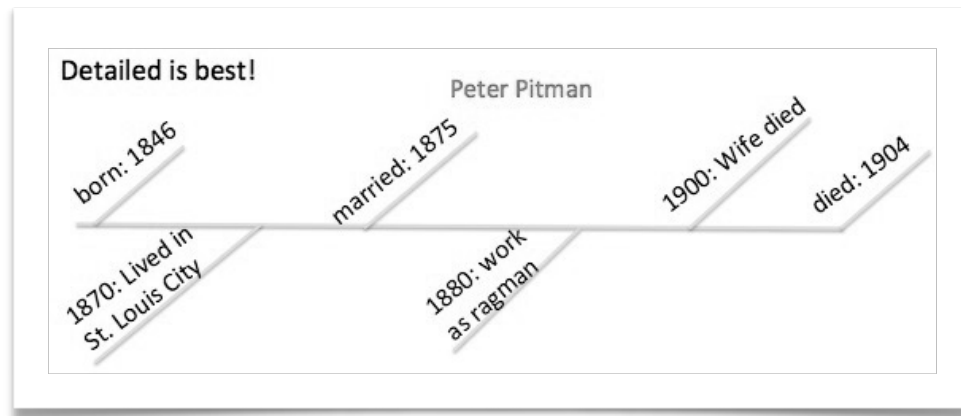 Detailed is best!
Peter Pitman
born: 1846
1870: Lived in
St. Louis City
married: 1875
1880: work
as ragman
1900: Wife died
died: 1904